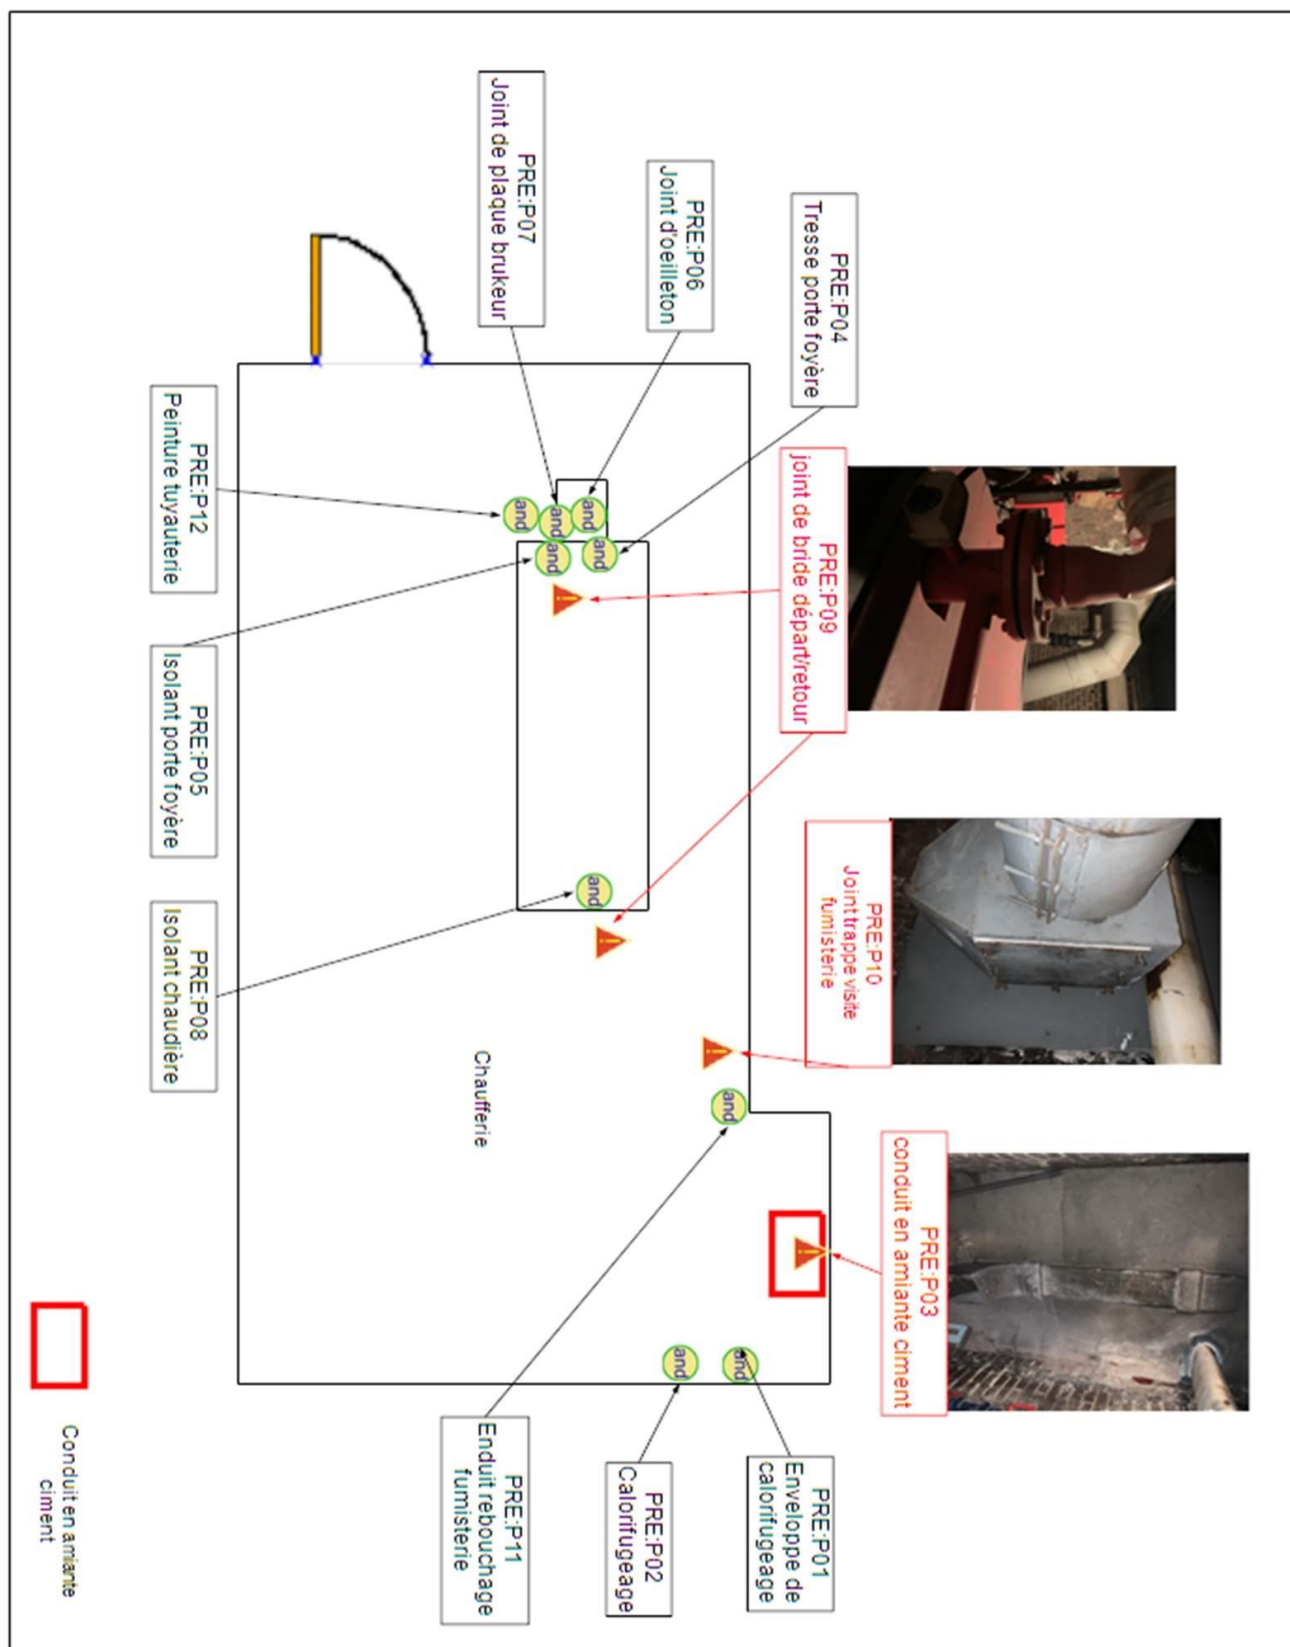 PRE:P07
Joint de plaque brukeur
PRE:P06
Joint d'oeilleton
PRE:P04
Tresse porte foyère
PRE:P09
joint de bride départ/retour
PRE:P10
Joint trappe visite
fumisterie
PRE:P03
conduit en amiante ciment
and
and
and
and
and
and
and
and
and
Chaufferie
PRE:P12
Peinture tuyauterie
PRE:P05
Isolant porte foyère
PRE:P08
Isolant chaudière
PRE:P11
Enduit rebouchage
fumisterie
PRE:P02
Calorifugeage
PRE:P01
Enveloppe de
calorifugeage
Conduit en amiante
ciment